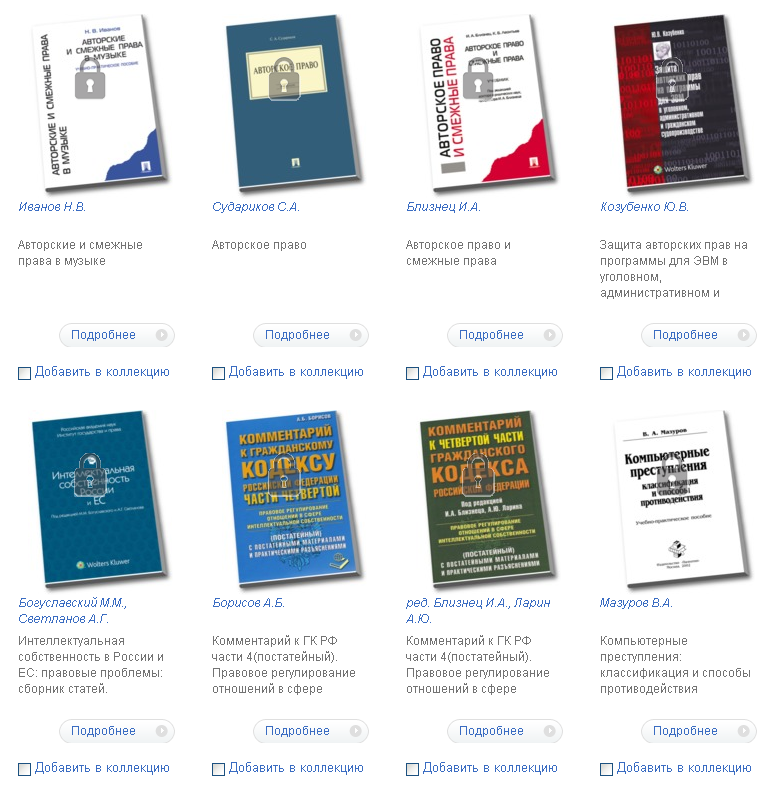 Н. В. Иванов
АВТОРСКИЕ
И СМЕЖНЫЕ ПРАВА
В МУЗЫКЕ
АВТОРСКИЕ И СМЕЖНЫЕ ПРАВА
В МУЗЫКЕ
АВТОРСКОЕ ПРАВО
АВТОРСКОЕ ПРАВО
И СМЕЖНЫЕ ПРАВА
АВТОРСКОЕ ПРАВО
И СМЕЖНЫЕ ПРАВА
Ю.В. Козубенко
Защита
авторских прав
на программы
для ЭВМ
в уголовном,
административном
и гражданском
судопроизводстве
Wolters Kluwer
Иванов Н.В.
Судариков С.А.
Близнец И.А.
Козубенко Ю.В.
Авторские и смежные
права в музыке
Авторское право
Авторское право и
смежные права
Защита авторских прав на
программы для ЭВМ в
уголовном,
административном и
Подробнее
Подробнее
Подробнее
Подробнее
Добавить в коллекцию
Добавить в коллекцию
Добавить в коллекцию
Добавить в коллекцию
Российская академия наук
Институт государства и права
Интеллектуальная
собственность
в России
и ЕС
Wolters Kluwer
А.Б. БОРИСОВ
КОММЕНТАРИЙ
К ГРАЖДАНСКОМУ
КОДЕКСУ
РОССИЙСКОЙ ФЕДЕРАЦИИ
ЧАСТИ ЧЕТВЕРТОЙ
ПРАВОВОЕ РЕГУЛИРОВАНИЕ
ОТНОШЕНИЙ В СФЕРЕ
ИНТЕЛЛЕКТУАЛЬНОЙ СОБСТВЕННОСТИ
(ПОСТАТЕЙНЫЙ)
С ПОСТАТЕЙНЫМИ МАТЕРИАЛАМИ
И ПРАКТИЧЕСКИМИ РАЗЪЯСНЕНИЯМИ
КОММЕНТАРИЙ
К ЧЕТВЕРТОЙ ЧАСТИ
ГРАЖДАНСКОГО
КОДЕКСА
РОССИЙСКОЙ ФЕДЕРАЦИИ
Под редакцией
И.А. Близнеца, А.Ю. Ларина
ПРАВОВОЕ РЕГУЛИРОВАНИЕ
ОТНОШЕНИЙ В СФЕРЕ
ИНТЕЛЛЕКТУАЛЬНОЙ СОБСТВЕННОСТИ
(ПОСТАТЕЙНЫЙ)
С ПОСТАТЕЙНЫМИ МАТЕРИАЛАМИ
И ПРАКТИЧЕСКИМИ РАЗЪЯСНЕНИЯМИ
В. А. Мазуров
Компьютерные
преступления
классификация
и способы
противодействия
Учебно-практическое пособие
Богуславский М.М.,
Светланов А.Г.
Борисов А.Б.
ред. Близнец И.А., Ларин
А.Ю.
Мазуров В.А.
Интеллектуальная
собственность в России и
ЕС: правовые проблемы:
сборник статей.
Комментарий к ГК РФ
части 4(постатейный).
Правовое регулирование
отношений в сфере
Комментарий к ГК РФ
части 4(постатейный).
Правовое регулирование
отношений в сфере
Компьютерные
преступления:
классификация и способы
противодействия
Подробнее
Подробнее
Подробнее
Подробнее
Добавить в коллекцию
Добавить в коллекцию
Добавить в коллекцию
Добавить в коллекцию